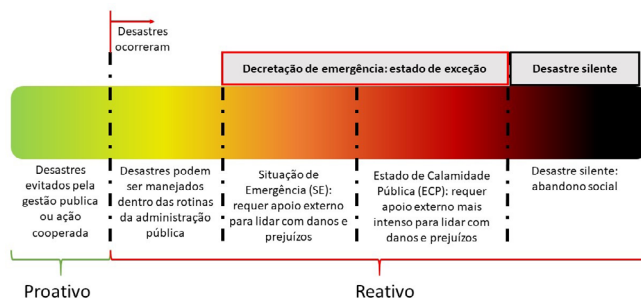 Desastres
ocorreram
Decretação de emergência: estado de exceção
Desastre silente
Desastres
evitados pela
gestão publica
ou ação
cooperada
Desastres podem
ser manejados
dentro das rotinas
da administração
pública
Situação de
Emergência (SE):
requer apoio externo
para lidar com danos e
prejuízos
Estado de Calamidade
Pública (ECP): requer
apoio externo mais
intenso para lidar com
danos e prejuízos
Desastre silente:
abandono social
Proativo
Reativo